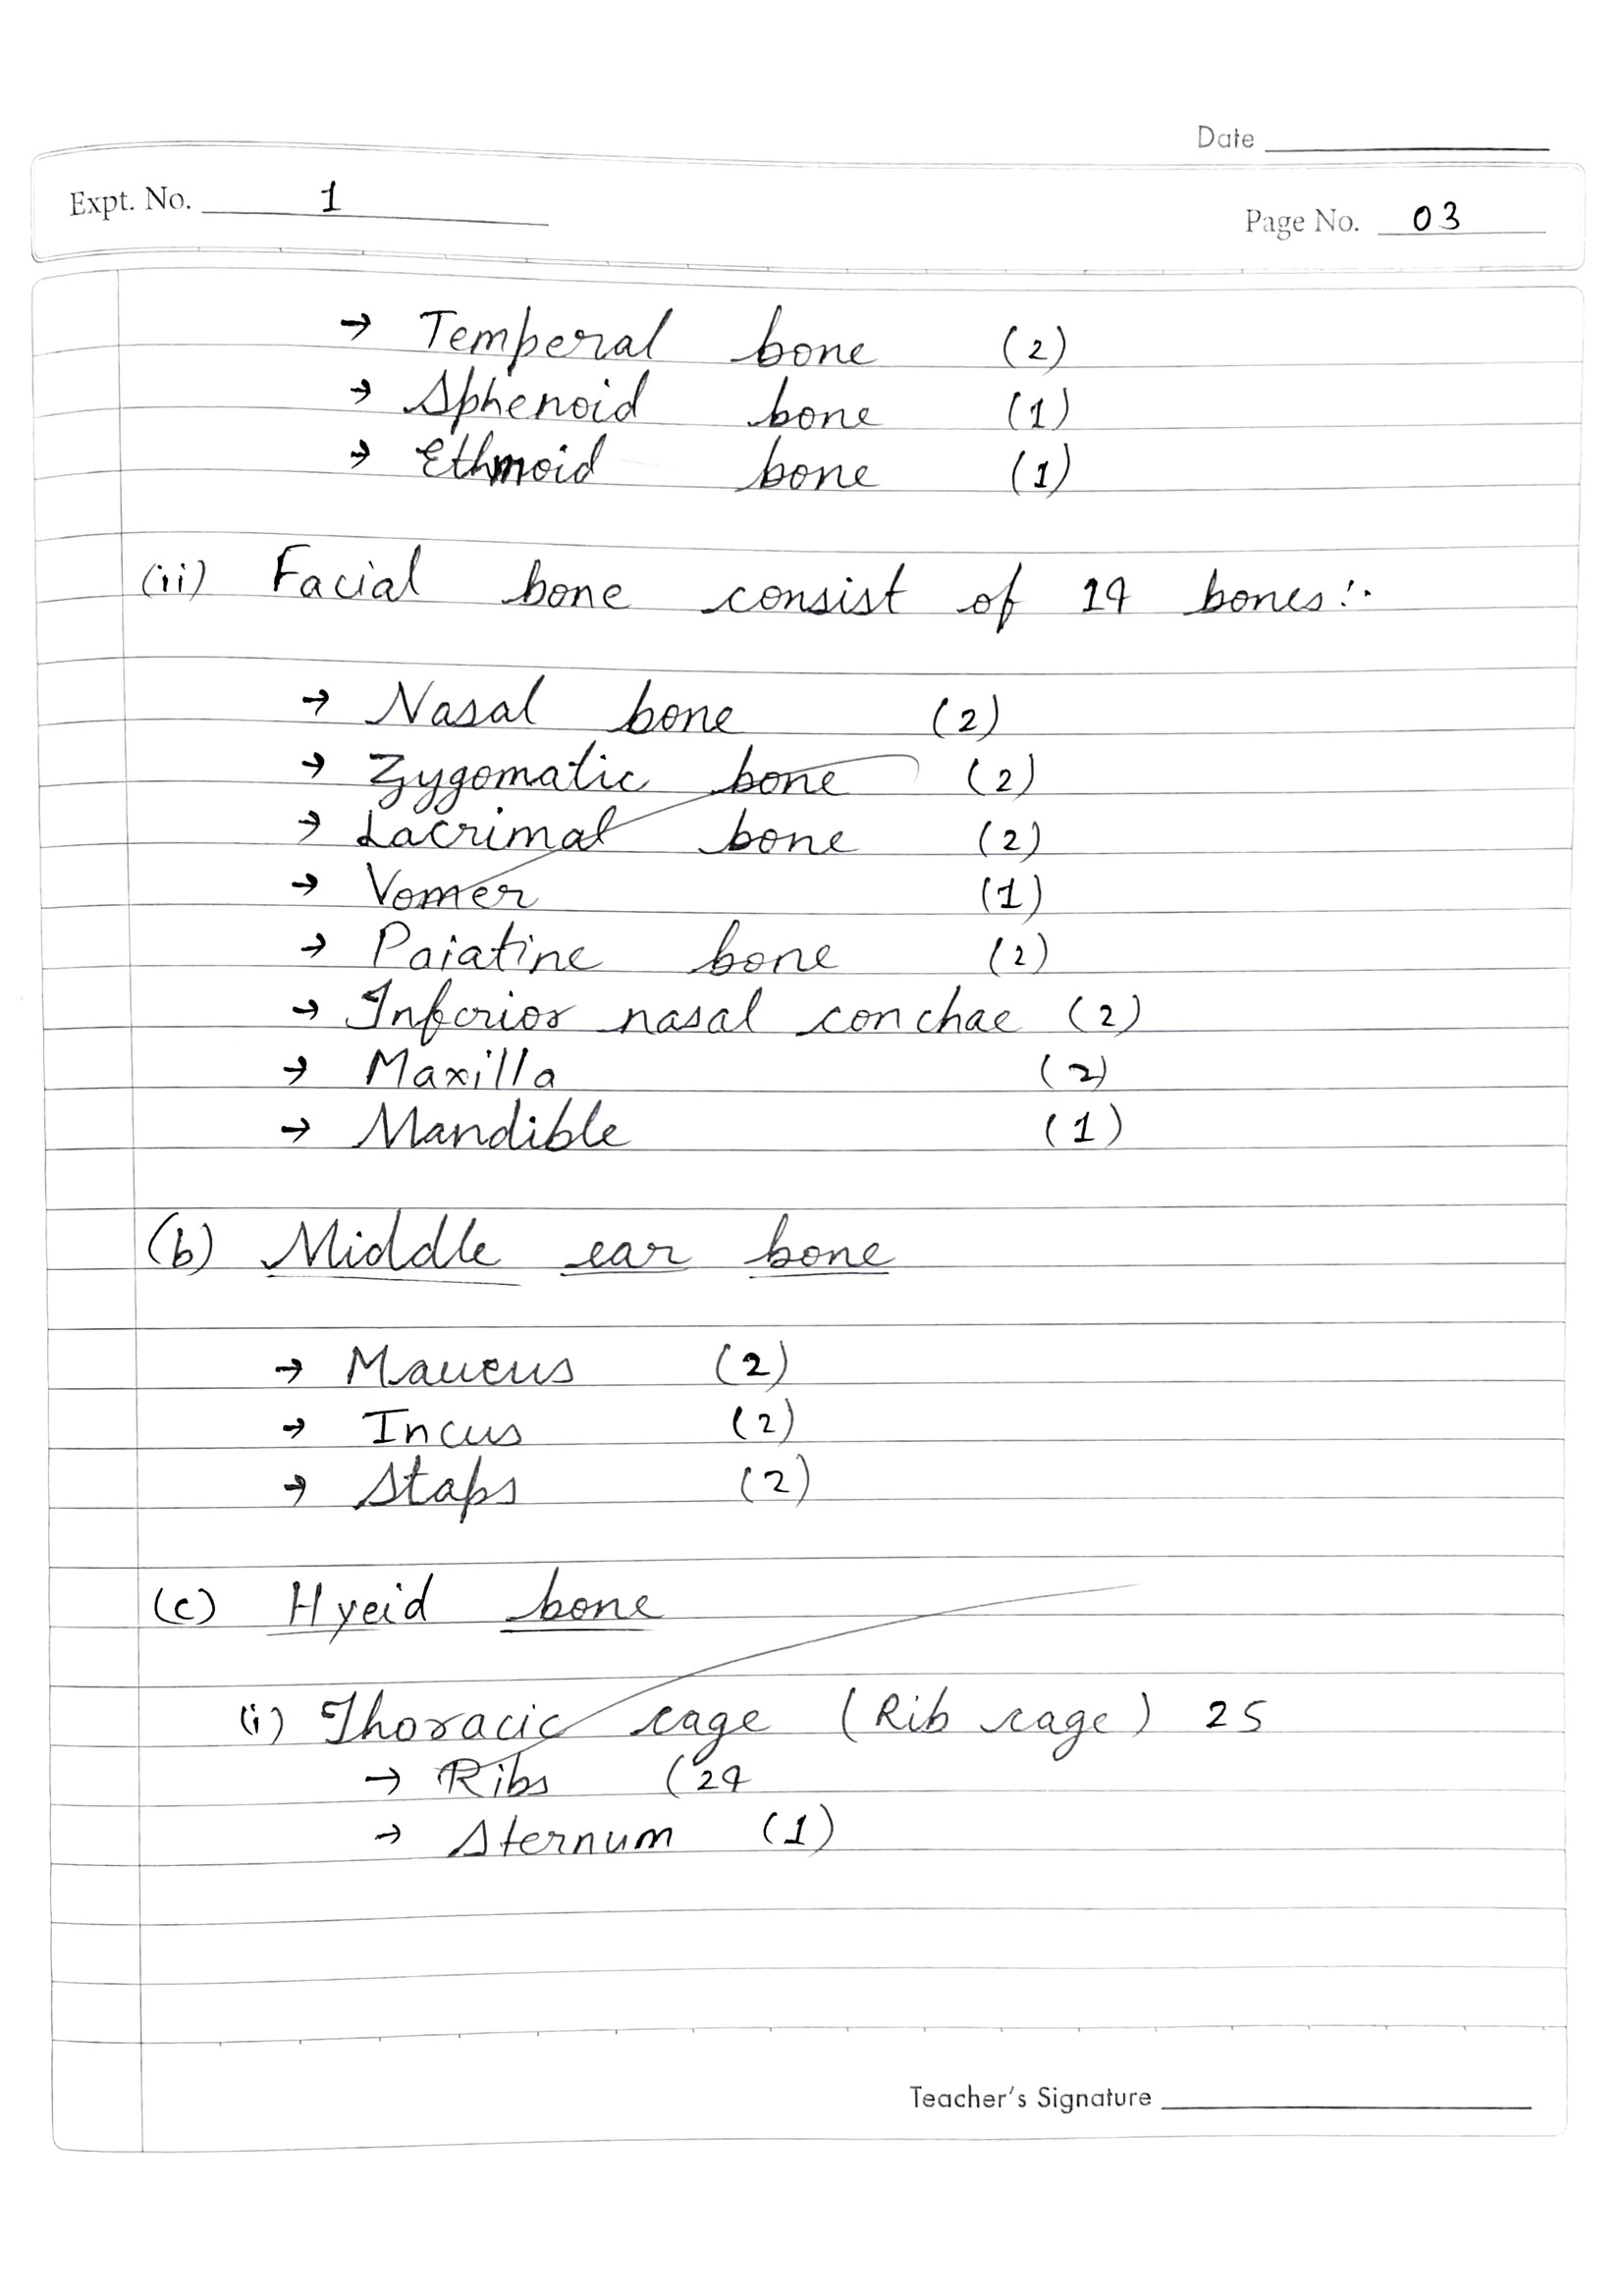 Date
Expt. No. 1
Page No. 03
→ Temperal bone (2)
→ Sphenoid bone (1)
→ Ethmoid bone (1)
(ii) Facial bone consist of 14 bones:-
→ Nasal bone (2)
→ Zygomatic bone (2)
→ Lacrimal bone (2)
→ Vomer (1)
→ Paiatine bone (2)
→ Inferior nasal conchae (2)
→ Maxilla (2)
→ Mandible (1)
(b) Middle ear bone
→ Maucus (2)
→ Incus (2)
→ Staps (2)
(c) Hyeid bone
(i) Thoracic cage (Rib cage) 25
→ Ribs (24
→ Sternum (1)
Teacher's Signature